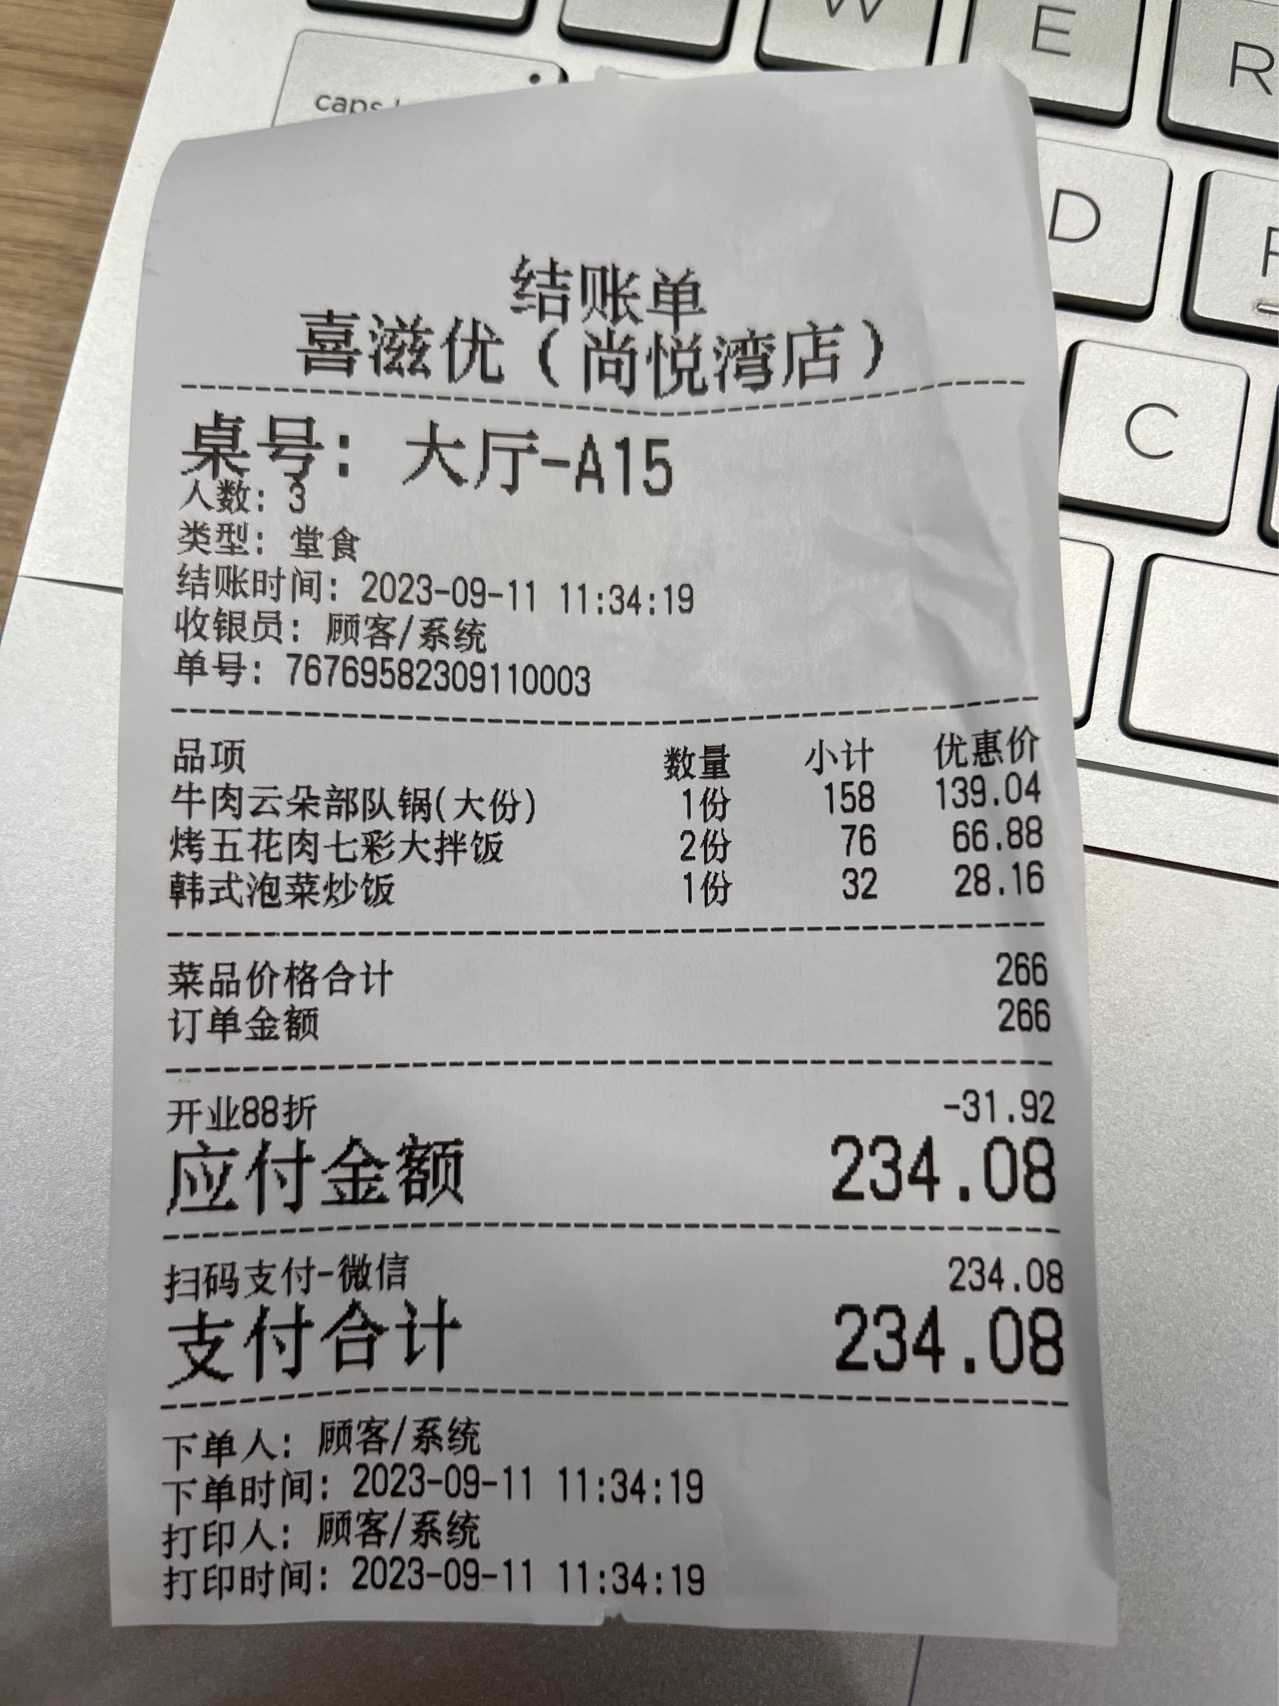 W
E
R
caps
D
C
结账单
喜滋优（尚悦湾店）
桌号：大厅-A15
人数：3
类型：堂食
结账时间：2023-09-11 11:34:19
收银员：顾客/系统
单号：76769582309110003
品项 数量 小计 优惠价
牛肉云朵部队锅(大份) 1份 158 139.04
烤五花肉七彩大拌饭 2份 76 66.88
韩式泡菜炒饭 1份 32 28.16
菜品价格合计 266
订单金额 266
开业88折 -31.92
应付金额 234.08
扫码支付-微信 234.08
支付合计 234.08
下单人：顾客/系统
下单时间：2023-09-11 11:34:19
打印人：顾客/系统
打印时间：2023-09-11 11:34:19